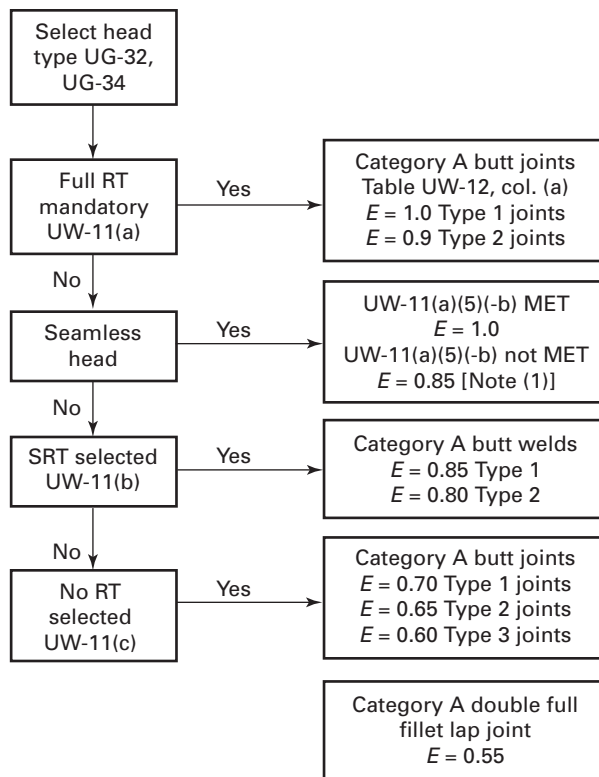 Select head
type UG-32,
UG-34
Full RT
mandatory
UW-11(a)
Yes
Category A butt joints
Table UW-12, col. (a)
E = 1.0 Type 1 joints
E = 0.9 Type 2 joints
No
Seamless
head
Yes
UW-11(a)(5)(-b) MET
E = 1.0
UW-11(a)(5)(-b) not MET
E = 0.85 [Note (1)]
No
SRT selected
UW-11(b)
Yes
Category A butt welds
E = 0.85 Type 1
E = 0.80 Type 2
No
No RT
selected
UW-11(c)
Yes
Category A butt joints
E = 0.70 Type 1 joints
E = 0.65 Type 2 joints
E = 0.60 Type 3 joints
Category A double full
fillet lap joint
E = 0.55